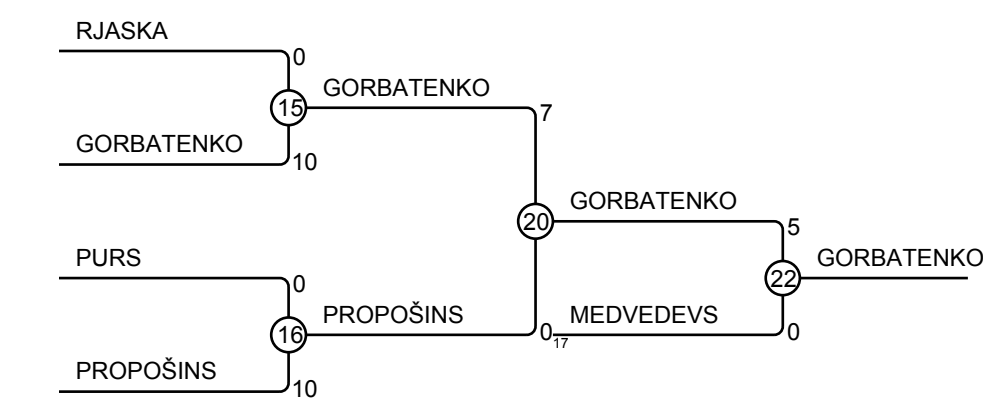 RJASKA
0
15
GORBATENKO
7
GORBATENKO
10
20
GORBATENKO
5
PURS
0
22
GORBATENKO
16
PROPOŠINS
0
17
MEDVEDEVS
0
PROPOŠINS
10